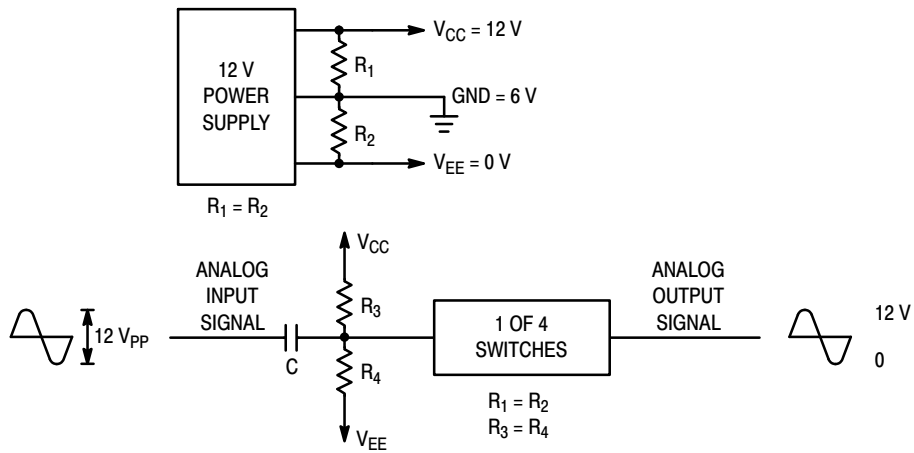 12 V
POWER
SUPPLY
V_CC = 12 V
R_1
GND = 6 V
R_2
V_EE = 0 V
R_1 = R_2
V_CC
ANALOG
INPUT
SIGNAL
12 V_PP
C
R_3
R_4
V_EE
1 OF 4
SWITCHES
R_1 = R_2
R_3 = R_4
ANALOG
OUTPUT
SIGNAL
12 V
0